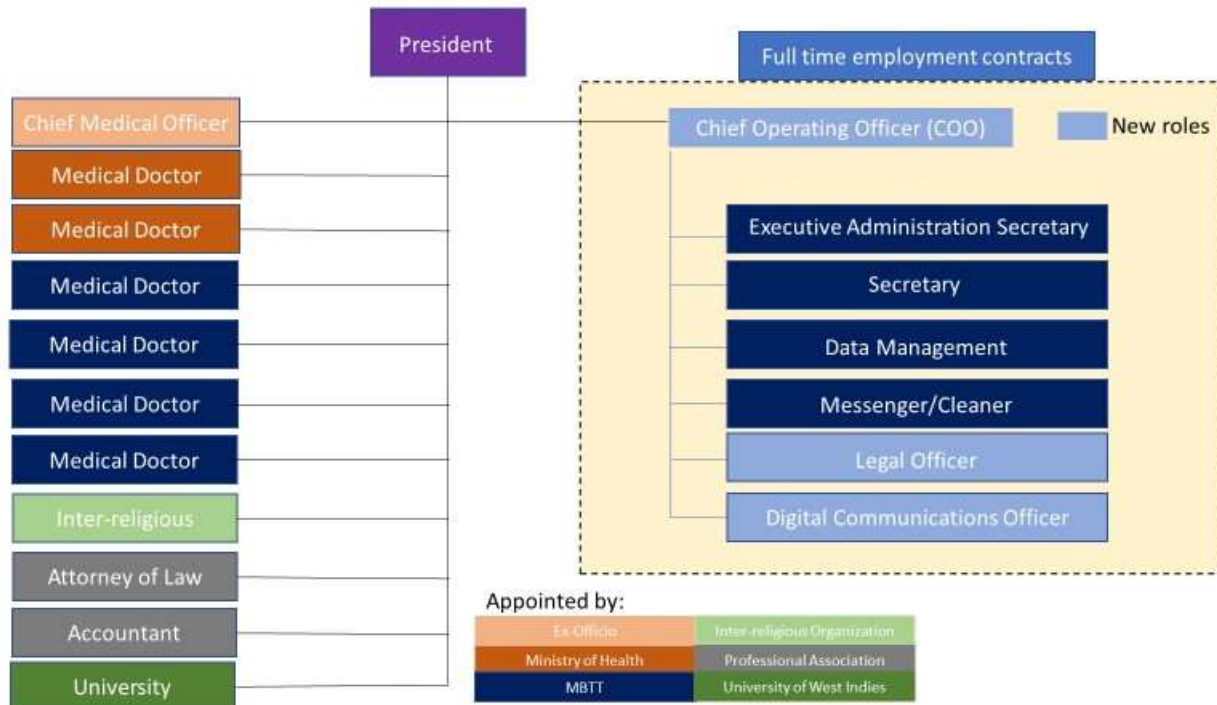 President
Full time employment contracts
Chief Medical Officer
Medical Doctor
Medical Doctor
Medical Doctor
Medical Doctor
Medical Doctor
Medical Doctor
Inter-religious
Attorney of Law
Accountant
University
Chief Operating Officer (COO)
New roles
Executive Administration Secretary
Secretary
Data Management
Messenger/Cleaner
Legal Officer
Digital Communications Officer
Appointed by:
Ex-Officio
Inter-religious Organization
Ministry of Health
Professional Association
MBTT
University of West Indies